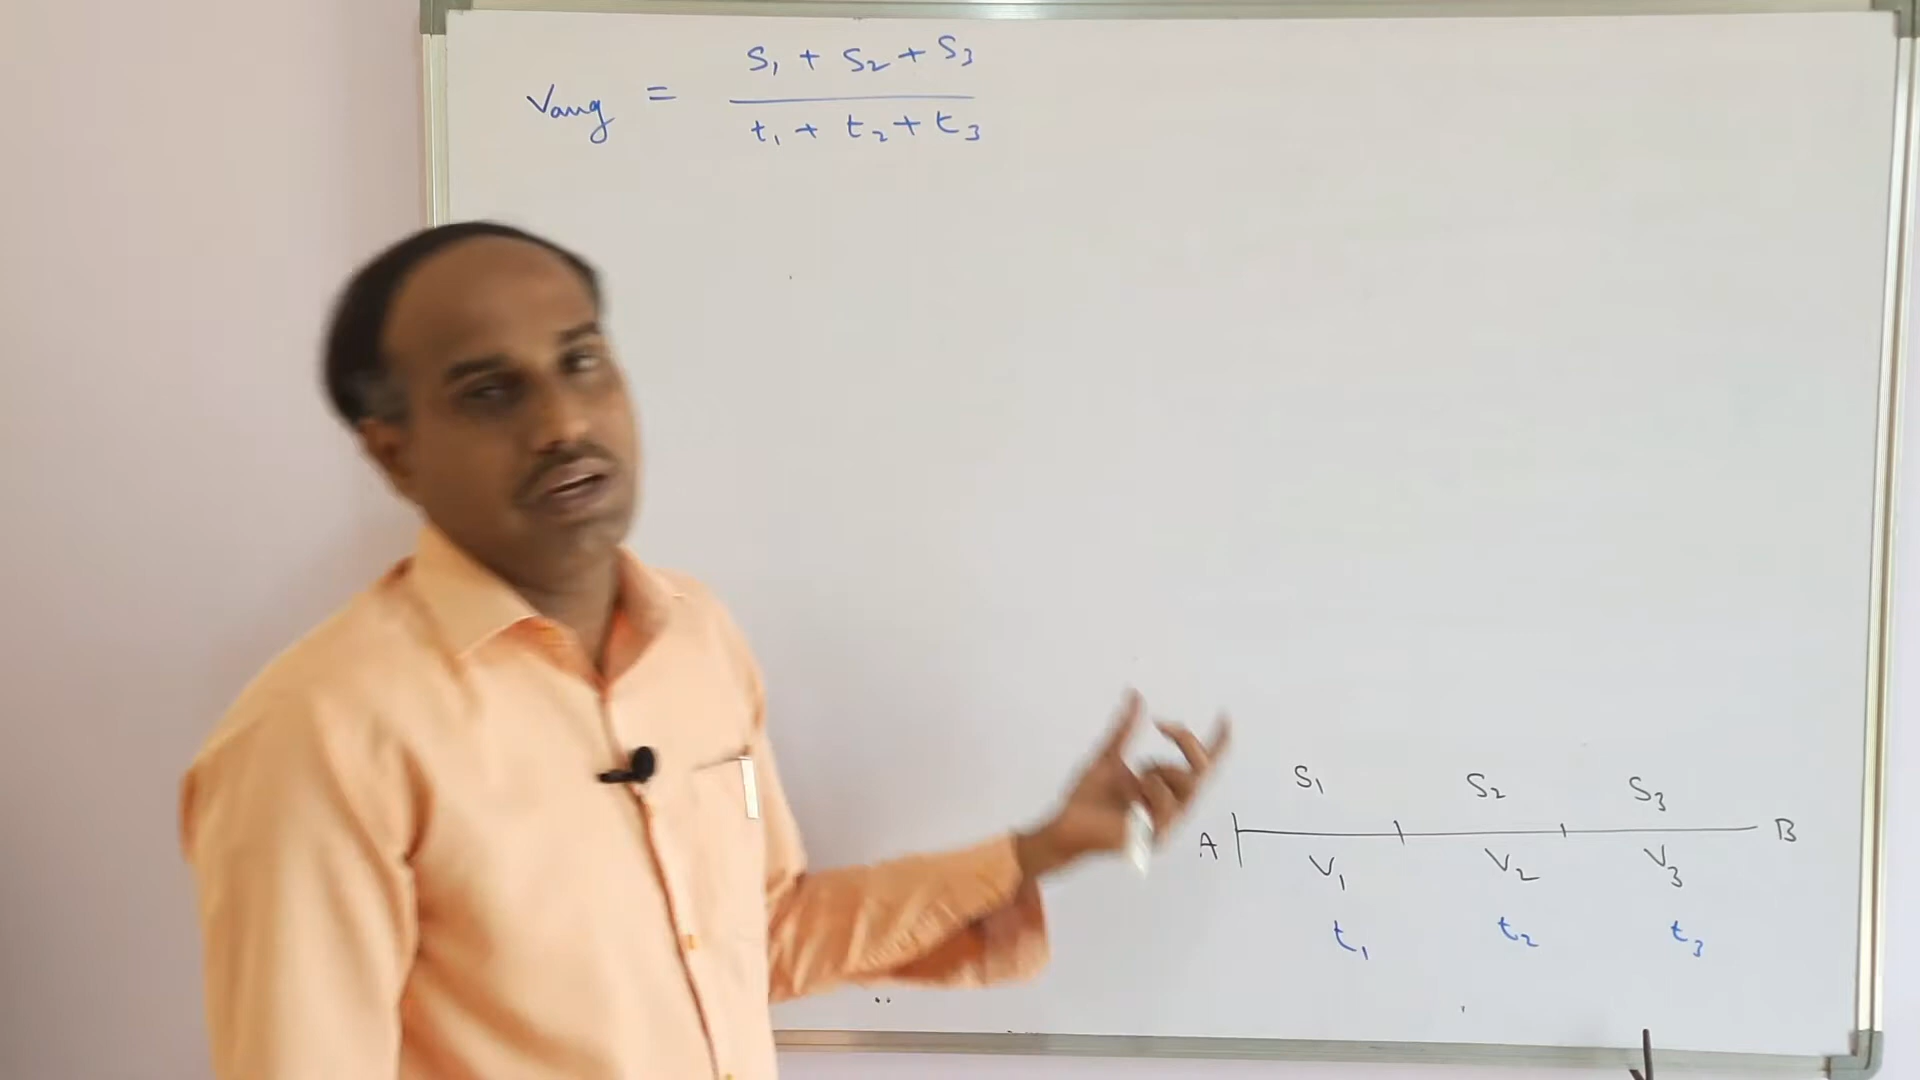 Vavg = S₁ + S₂ + S₃
t₁ + t₂ + t₃
S₁ S₂ S₃
A B
V₁ V₂ V₃
t₁ t₂ t₃